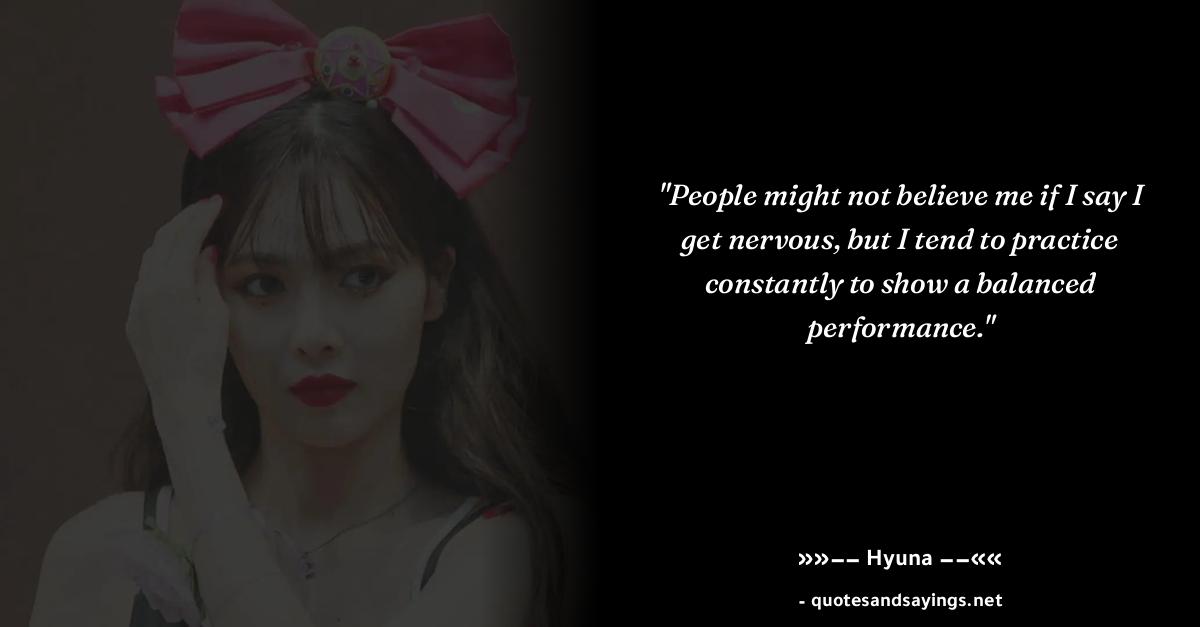 "People might not believe me if I say I
get nervous, but I tend to practice
constantly to show a balanced
performance."
»»−− Hyuna −−««
- quotesandsayings.net